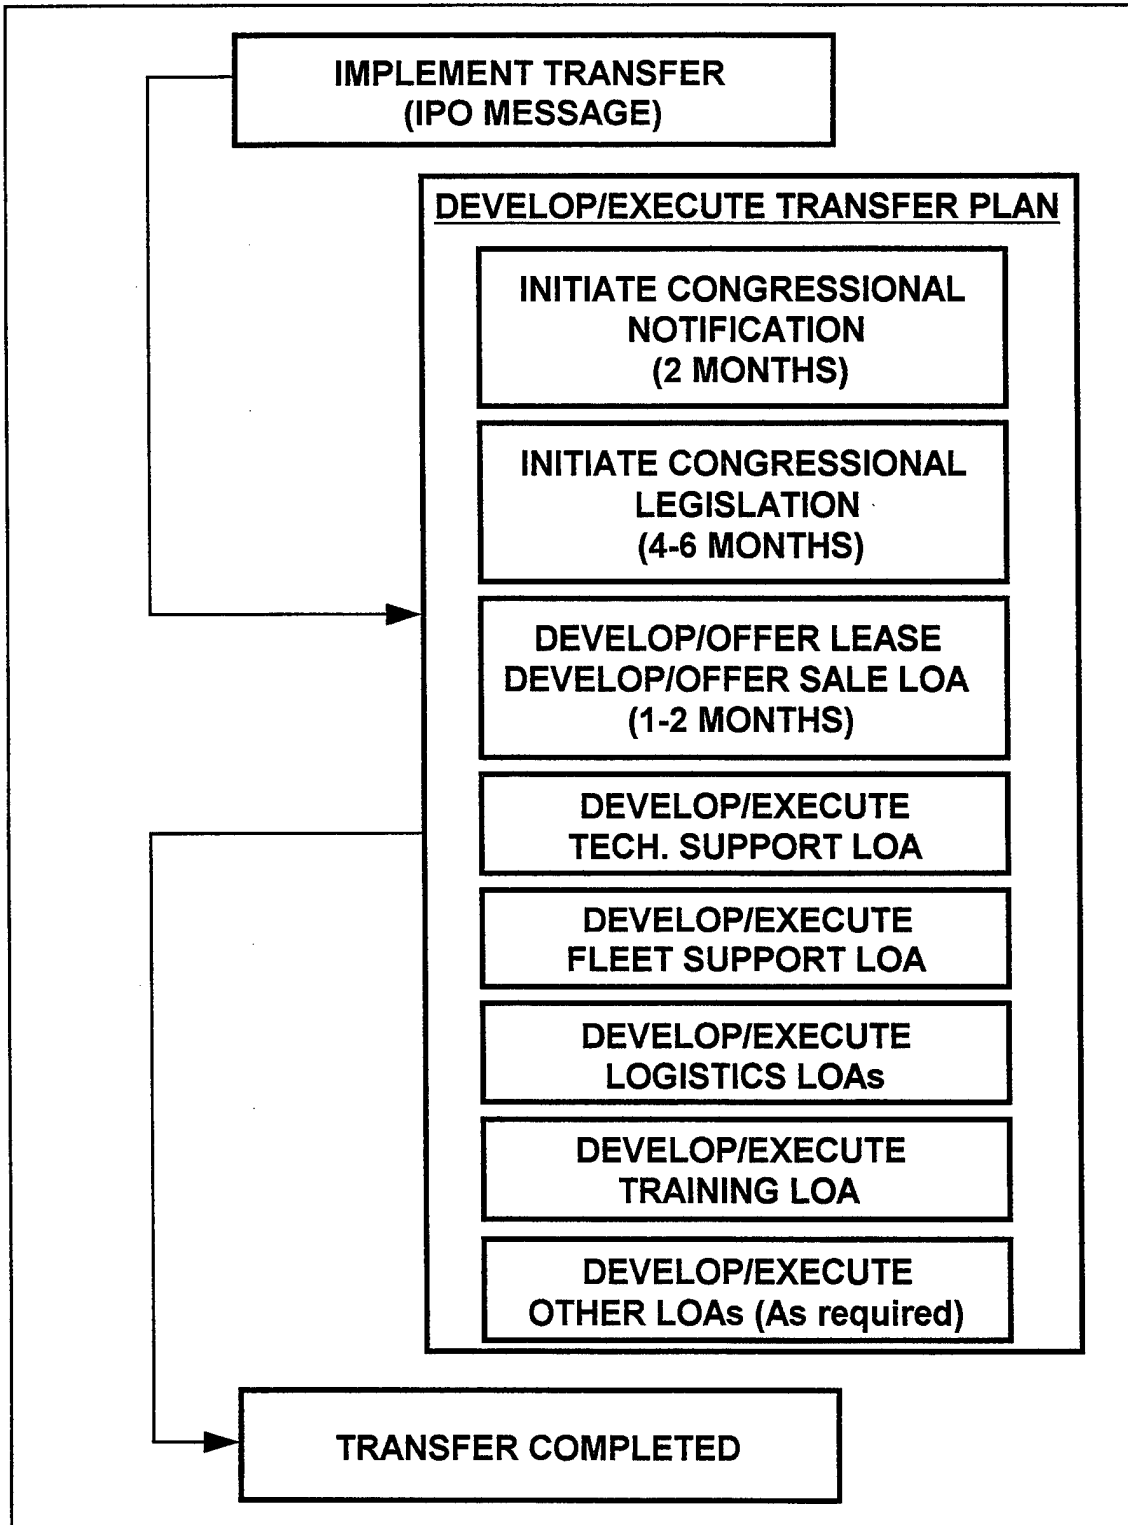 IMPLEMENT TRANSFER
(IPO MESSAGE)
DEVELOP/EXECUTE TRANSFER PLAN
INITIATE CONGRESSIONAL
NOTIFICATION
(2 MONTHS)
INITIATE CONGRESSIONAL
LEGISLATION
(4-6 MONTHS)
DEVELOP/OFFER LEASE
DEVELOP/OFFER SALE LOA
(1-2 MONTHS)
DEVELOP/EXECUTE
TECH. SUPPORT LOA
DEVELOP/EXECUTE
FLEET SUPPORT LOA
DEVELOP/EXECUTE
LOGISTICS LOAs
DEVELOP/EXECUTE
TRAINING LOA
DEVELOP/EXECUTE
OTHER LOAs (As required)
TRANSFER COMPLETED